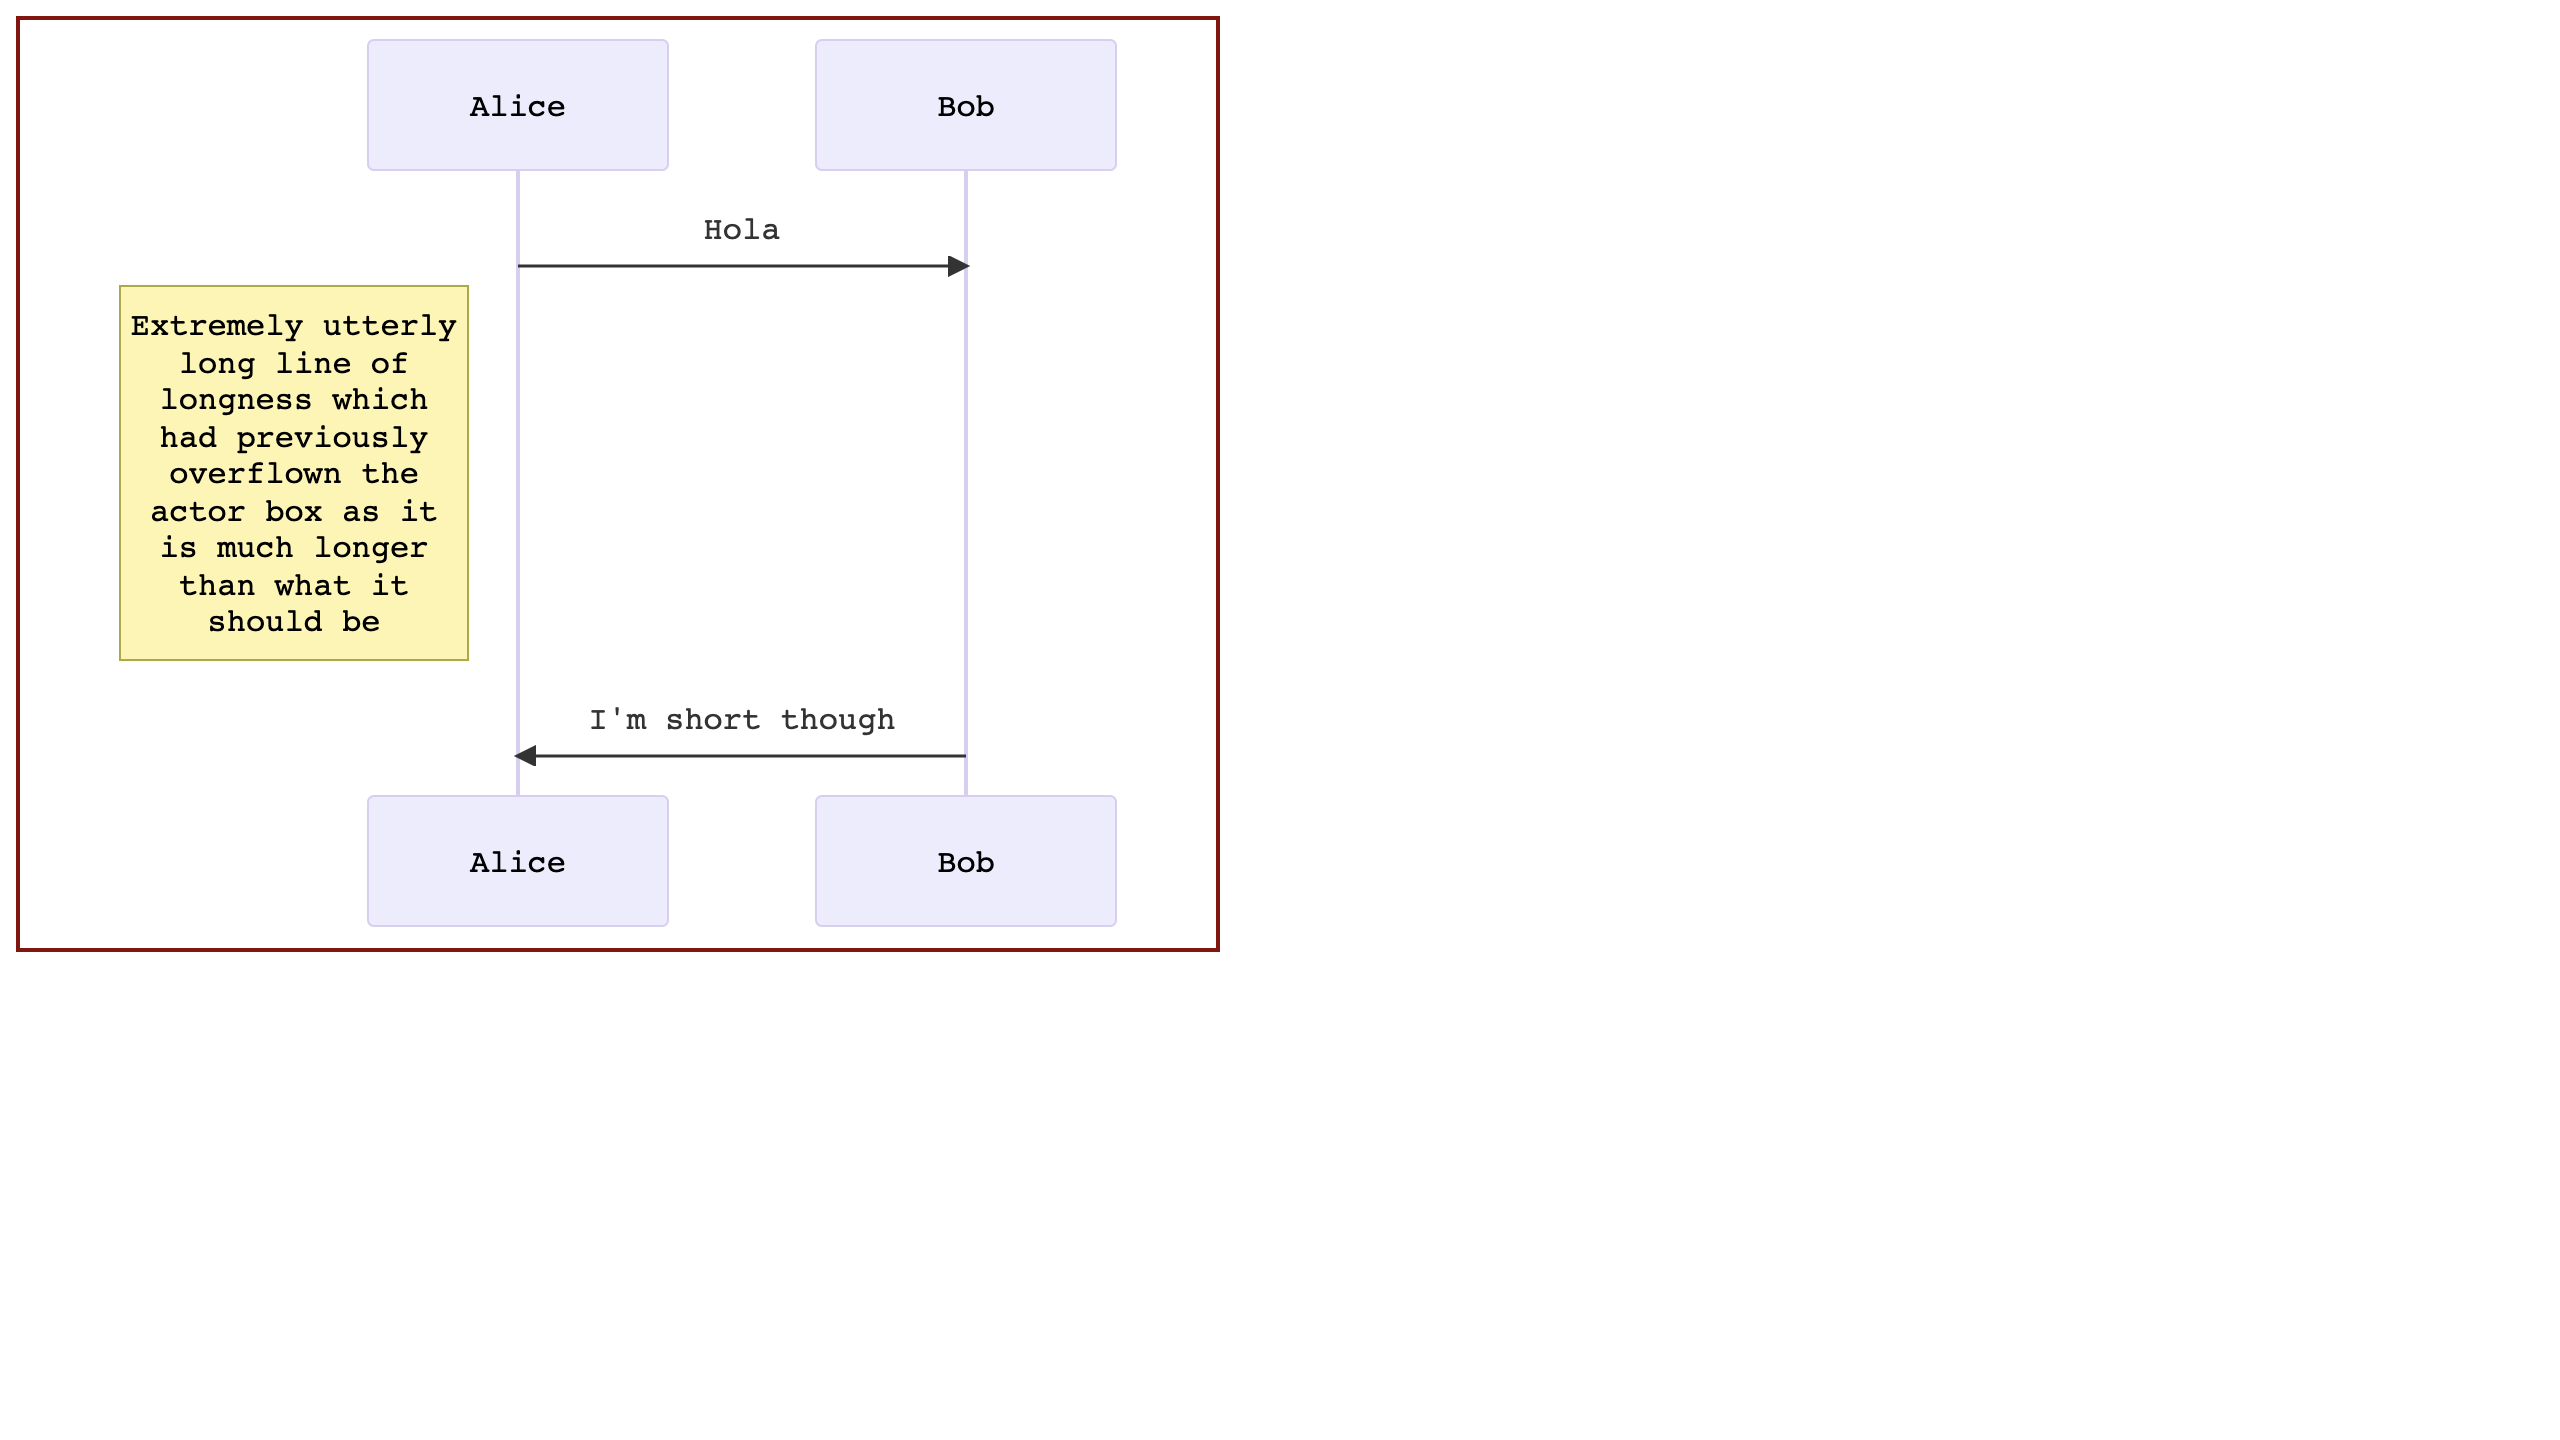 Alice
Bob
Hola
Extremely utterly
long line of
longness which
had previously
overflown the
actor box as it
is much longer
than what it
should be
I'm short though
Alice
Bob